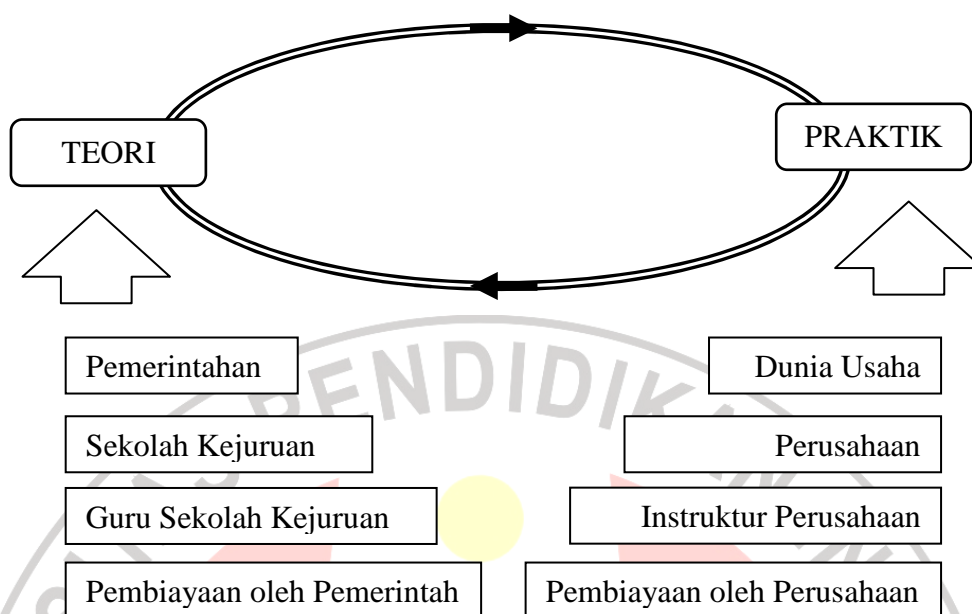 TEORI
PRAKTIK
Pemerintahan
Dunia Usaha
Sekolah Kejuruan
Perusahaan
Guru Sekolah Kejuruan
Instruktur Perusahaan
Pembiayaan oleh Pemerintah
Pembiayaan oleh Perusahaan
PENDIDIKAN